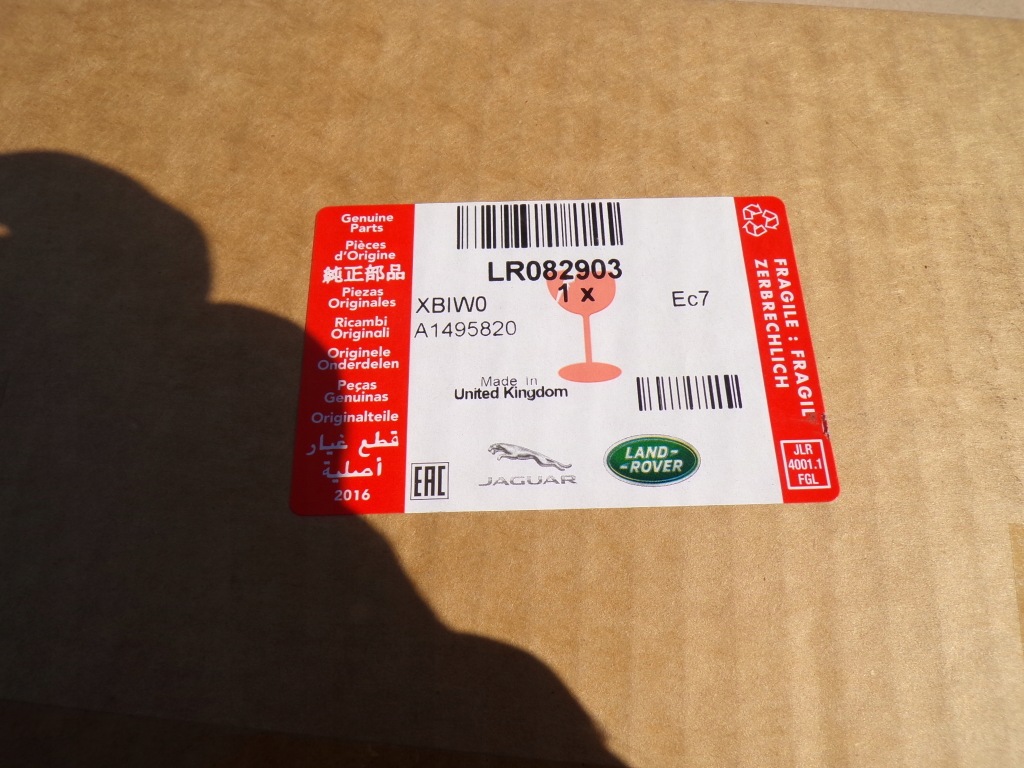 Genuine
Parts
Pièces
d'Origine
純正部品
Piezas
Originales
Ricambi
Originali
Originele
Onderdelen
Peças
Genuínas
Originalteile
قطع غيار
أصلية
2016
LR082903
1 x
XBIW0
Ec7
A1495820
Made In
United Kingdom
EAC
JAGUAR
LAND-
-ROVER
FRAGILE : FRAGIL
ZERBRECHLICH
JLR
4001.1
FGL